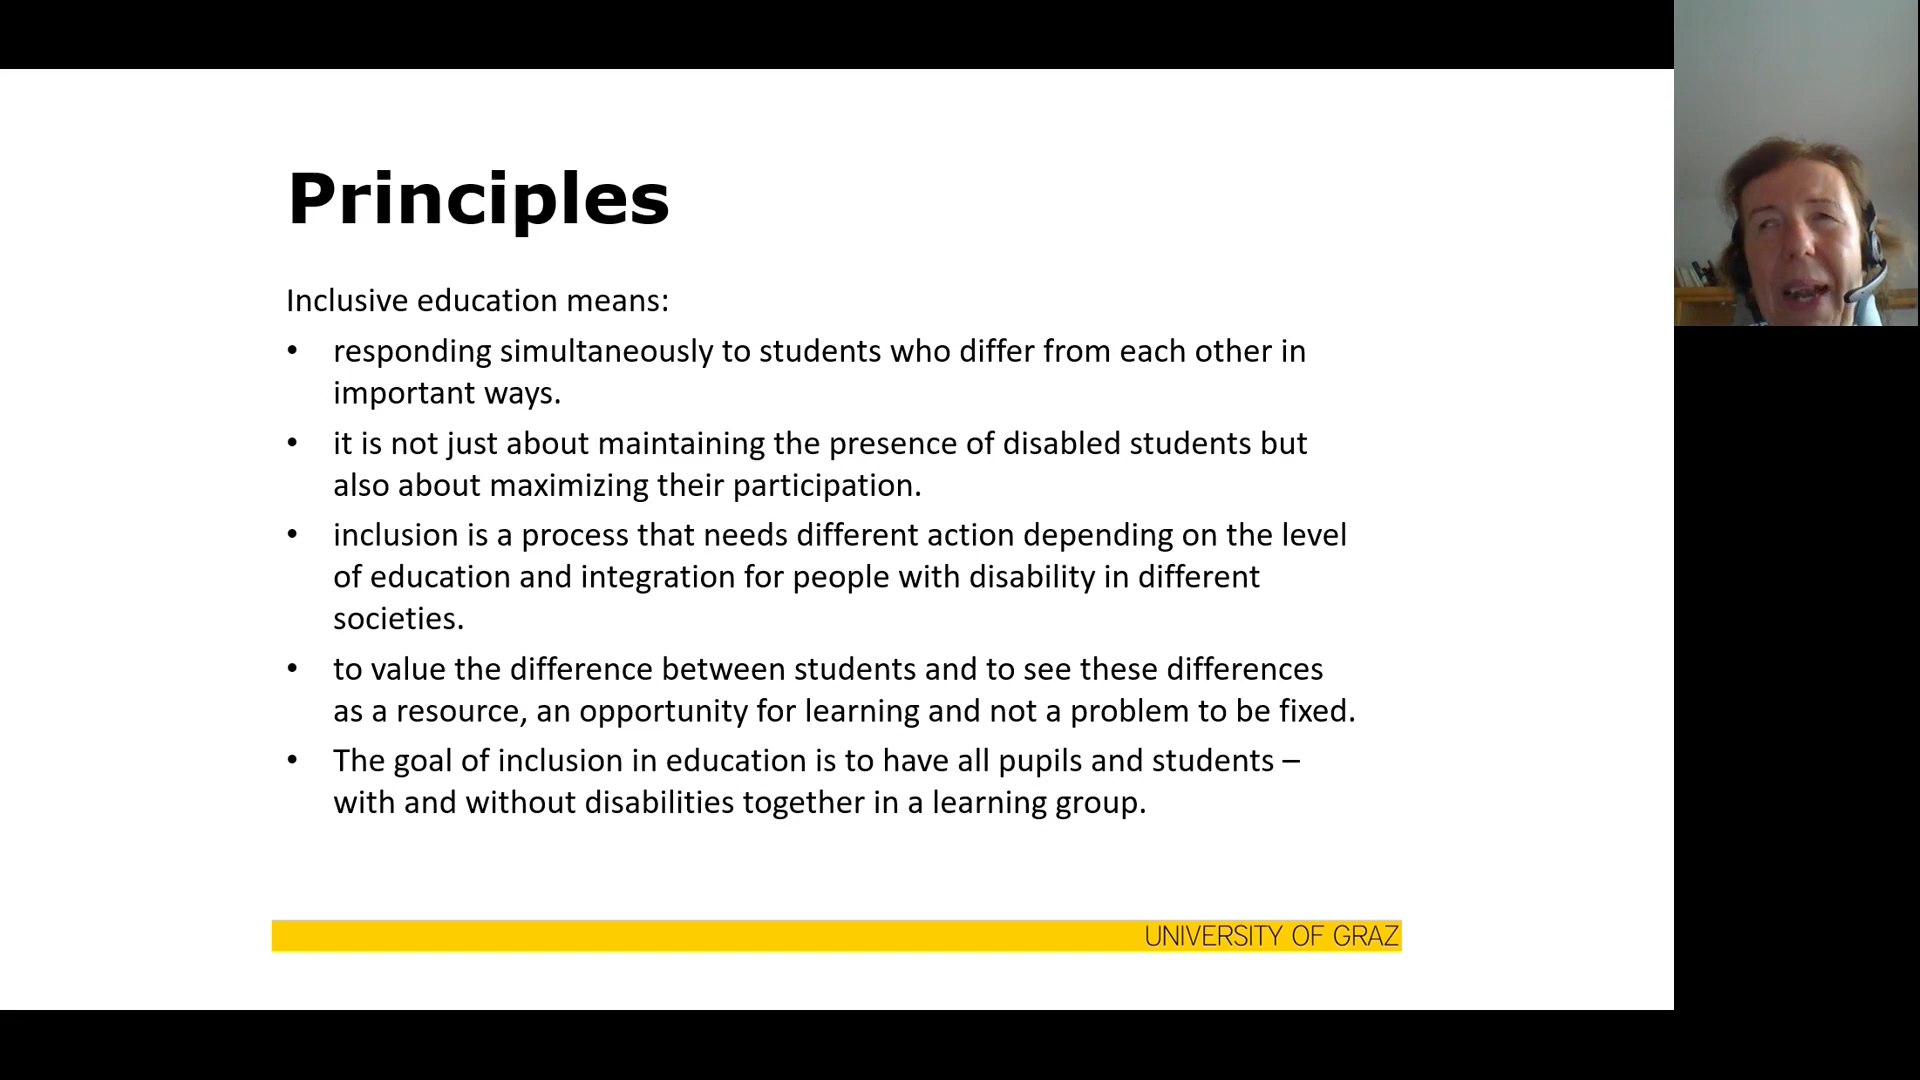 Principles
Inclusive education means:
• responding simultaneously to students who differ from each other in
important ways.
• it is not just about maintaining the presence of disabled students but
also about maximizing their participation.
• inclusion is a process that needs different action depending on the level
of education and integration for people with disability in different
societies.
• to value the difference between students and to see these differences
as a resource, an opportunity for learning and not a problem to be fixed.
• The goal of inclusion in education is to have all pupils and students –
with and without disabilities together in a learning group.
UNIVERSITY OF GRAZ